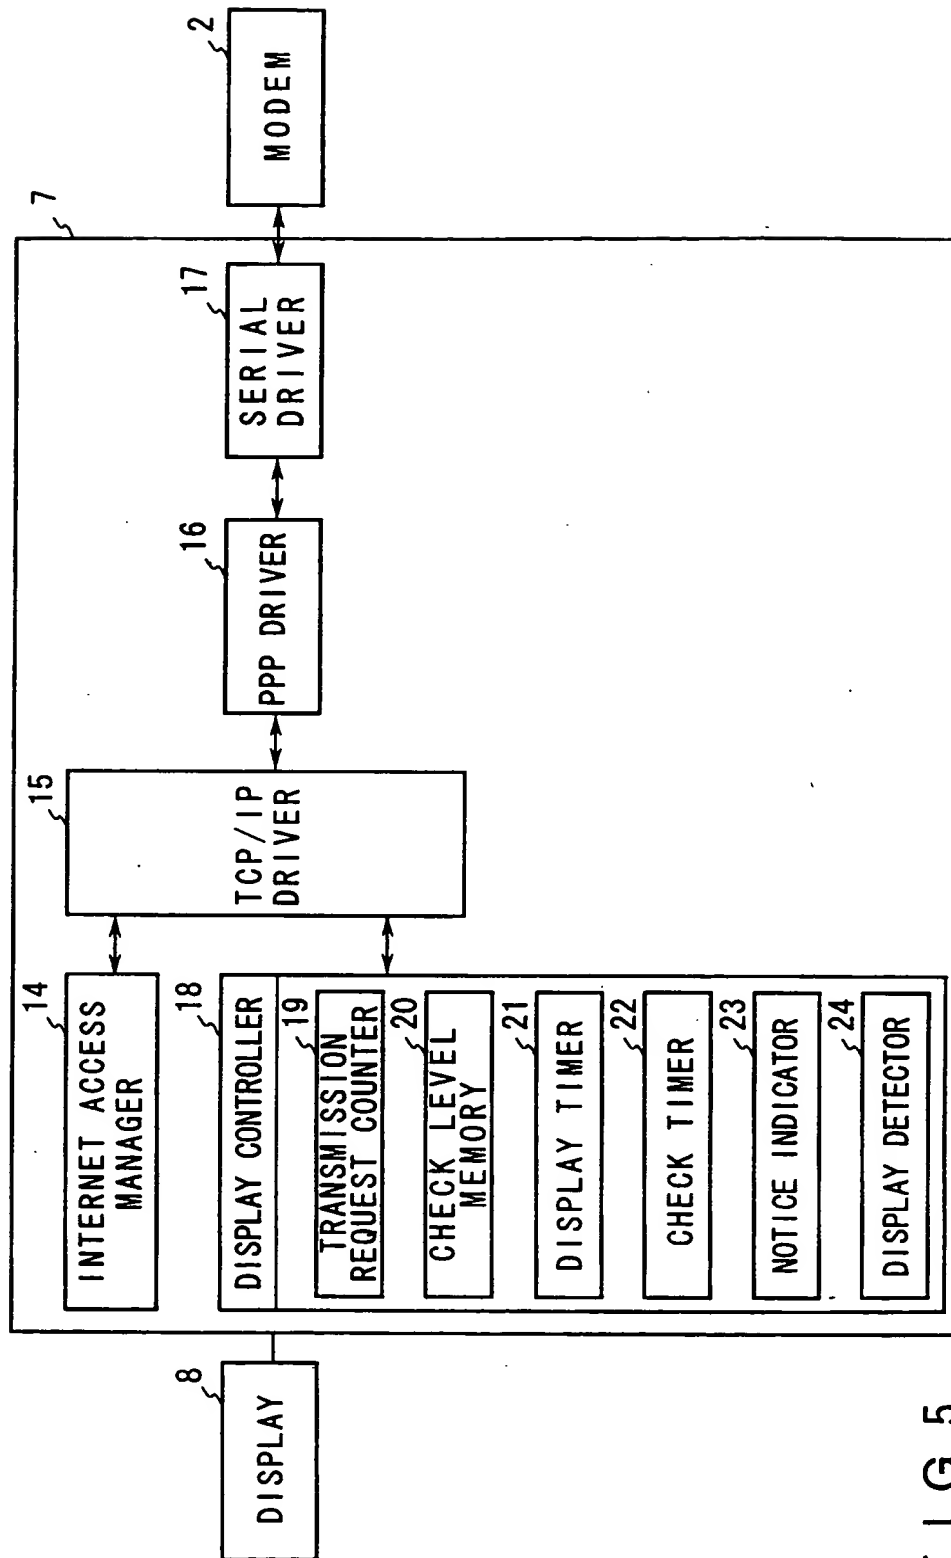 7
2
MODEM
17
SERIAL
DRIVER
16
PPP DRIVER
15
TCP/IP
DRIVER
14
INTERNET ACCESS
MANAGER
18
DISPLAY CONTROLLER
19
TRANSMISSION
REQUEST COUNTER
20
CHECK LEVEL
MEMORY
21
DISPLAY TIMER
22
CHECK TIMER
23
NOTICE INDICATOR
24
DISPLAY DETECTOR
8
DISPLAY
I G 5